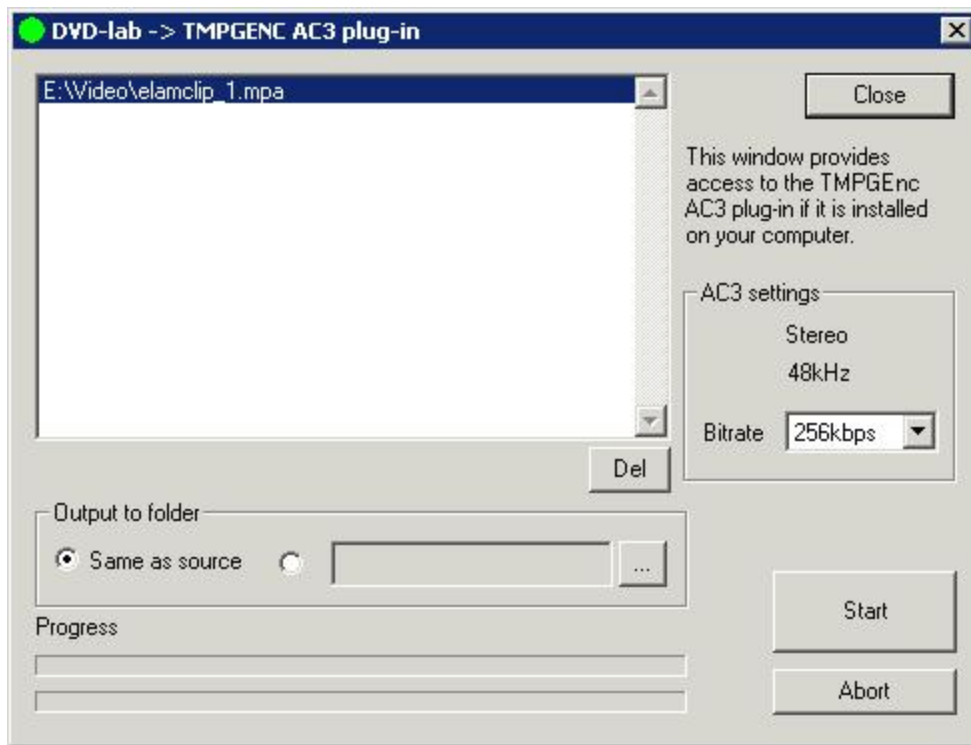 DVD-lab -> TMPGENC AC3 plug-in
E:\Video\elamclip_1.mpa
Close
This window provides
access to the TMPGEnc
AC3 plug-in if it is installed
on your computer.
AC3 settings
Stereo
48kHz
Bitrate 256kbps
Del
Output to folder
Same as source
...
Progress
Start
Abort